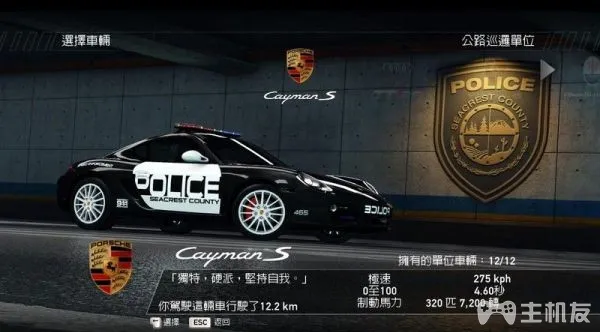 選擇車輛
公路巡邏單位
Cayman S
POLICE
SEACREST COUNTY
POLICE
SEACREST COUNTY
911
465
POLICE
PORSCHE
Cayman S
擁有的單位車輛：12/12
「獨特，硬派，堅持自我。」
極速 275 kph
0至100 4.60秒
你駕駛這輛車行駛了12.2 km
制動馬力 320 匹 7,200 轉
選擇 ESC 返回
主机友